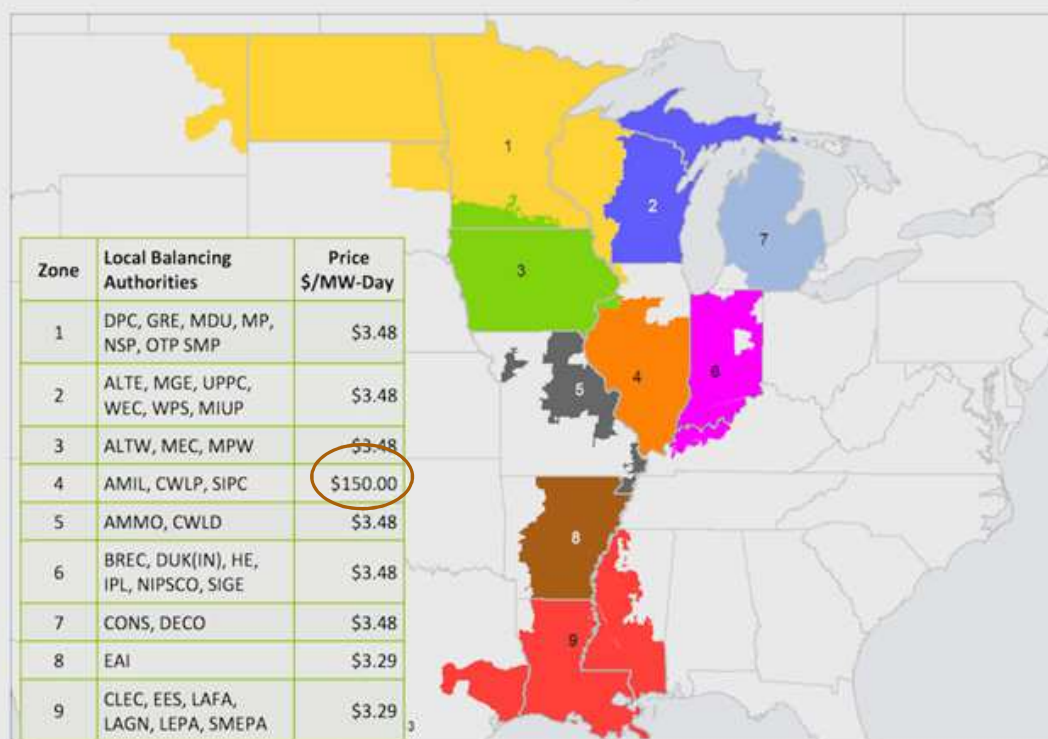 Zone
Local Balancing
Authorities
Price
$/MW-Day
1
DPC, GRE, MDU, MP,
NSP, OTP SMP
$3.48
2
ALTE, MGE, UPPC,
WEC, WPS, MIUP
$3.48
3
ALTW, MEC, MPW
$3.48
4
AMIL, CWLP, SIPC
$150.00
5
AMMO, CWLD
$3.48
6
BREC, DUK(IN), HE,
IPL, NIPSCO, SIGE
$3.48
7
CONS, DECO
$3.48
8
EAI
$3.29
9
CLEC, EES, LAFA,
LAGN, LEPA, SMEPA
$3.29
3
1
2
7
3
4
5
6
8
9